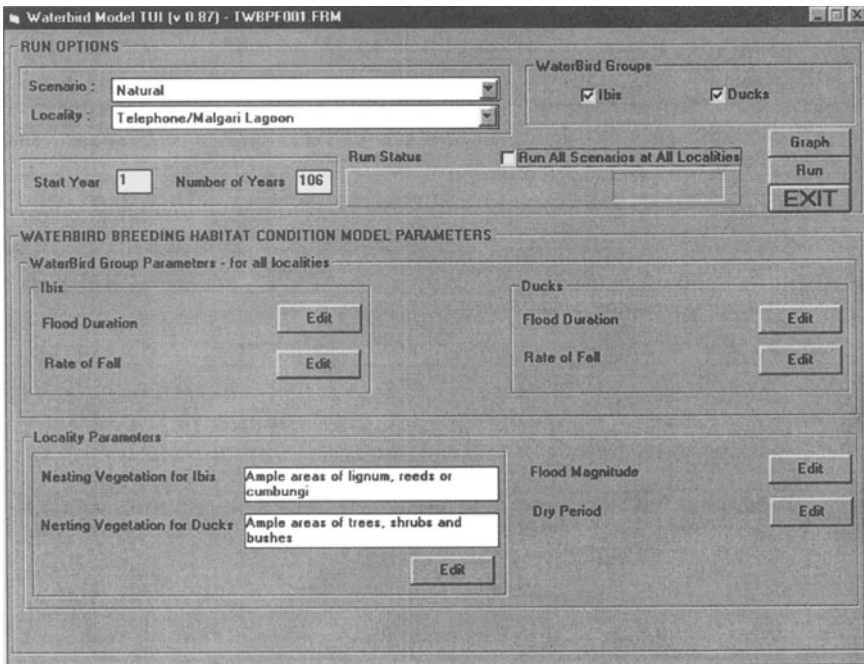 Waterbird Model TUI (v 0.87) - TWBPF001.FRM
RUN OPTIONS
Scenario :
Natural
Locality :
Telephone/Malgari Lagoon
WaterBird Groups
Ibis
Ducks
Start Year
1
Number of Years
106
Run Status
Run All Scenarios at All Localities
Graph
Run
EXIT
WATERBIRD BREEDING HABITAT CONDITION MODEL PARAMETERS
WaterBird Group Parameters - for all localities
Ibis
Flood Duration
Edit
Rate of Fall
Edit
Ducks
Flood Duration
Edit
Rate of Fall
Edit
Locality Parameters
Nesting Vegetation for Ibis
Ample areas of lignum, reeds or
cumbungi
Nesting Vegetation for Ducks
Ample areas of trees, shrubs and
bushes
Edit
Flood Magnitude
Edit
Dry Period
Edit